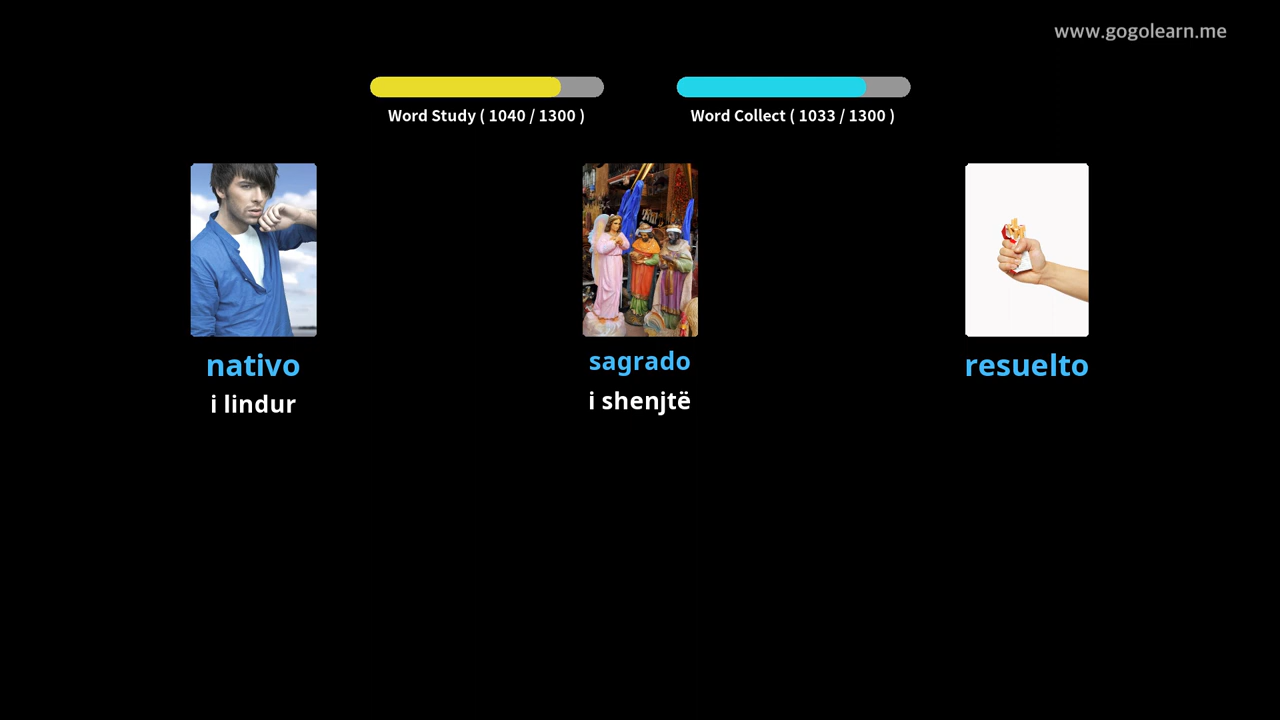 www.gogolearn.me
Word Study ( 1040 / 1300 )
Word Collect ( 1033 / 1300 )
nativo
i lindur
sagrado
i shenjtë
resuelto